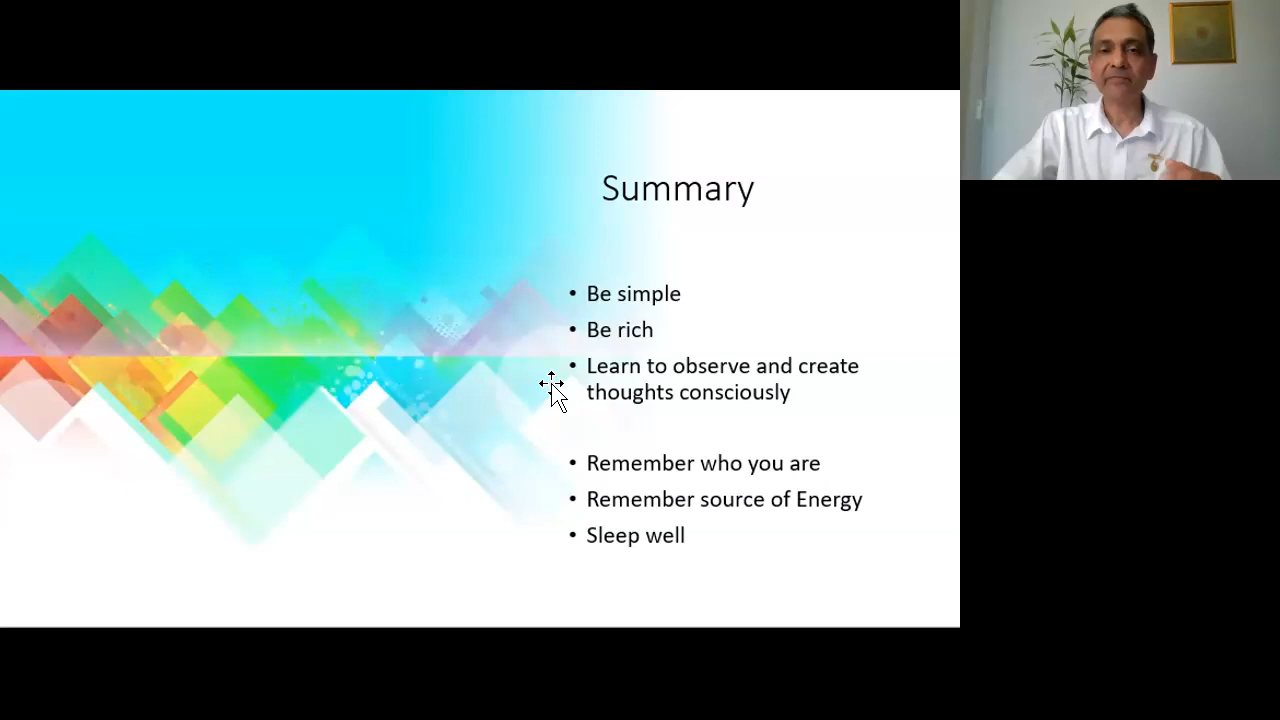 Summary
• Be simple
• Be rich
• Learn to observe and create
thoughts consciously
• Remember who you are
• Remember source of Energy
• Sleep well